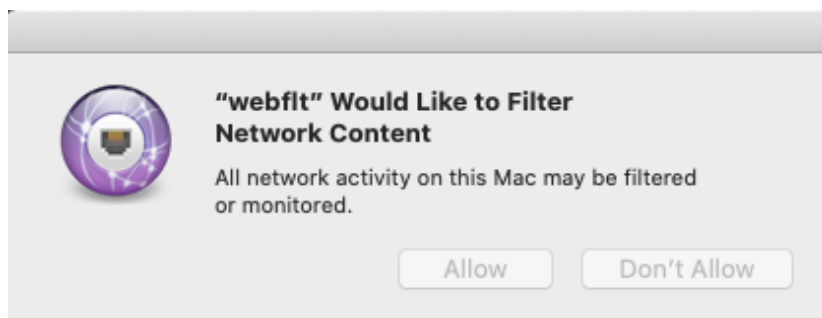 “webflt” Would Like to Filter
Network Content
All network activity on this Mac may be filtered
or monitored.
Allow
Don’t Allow